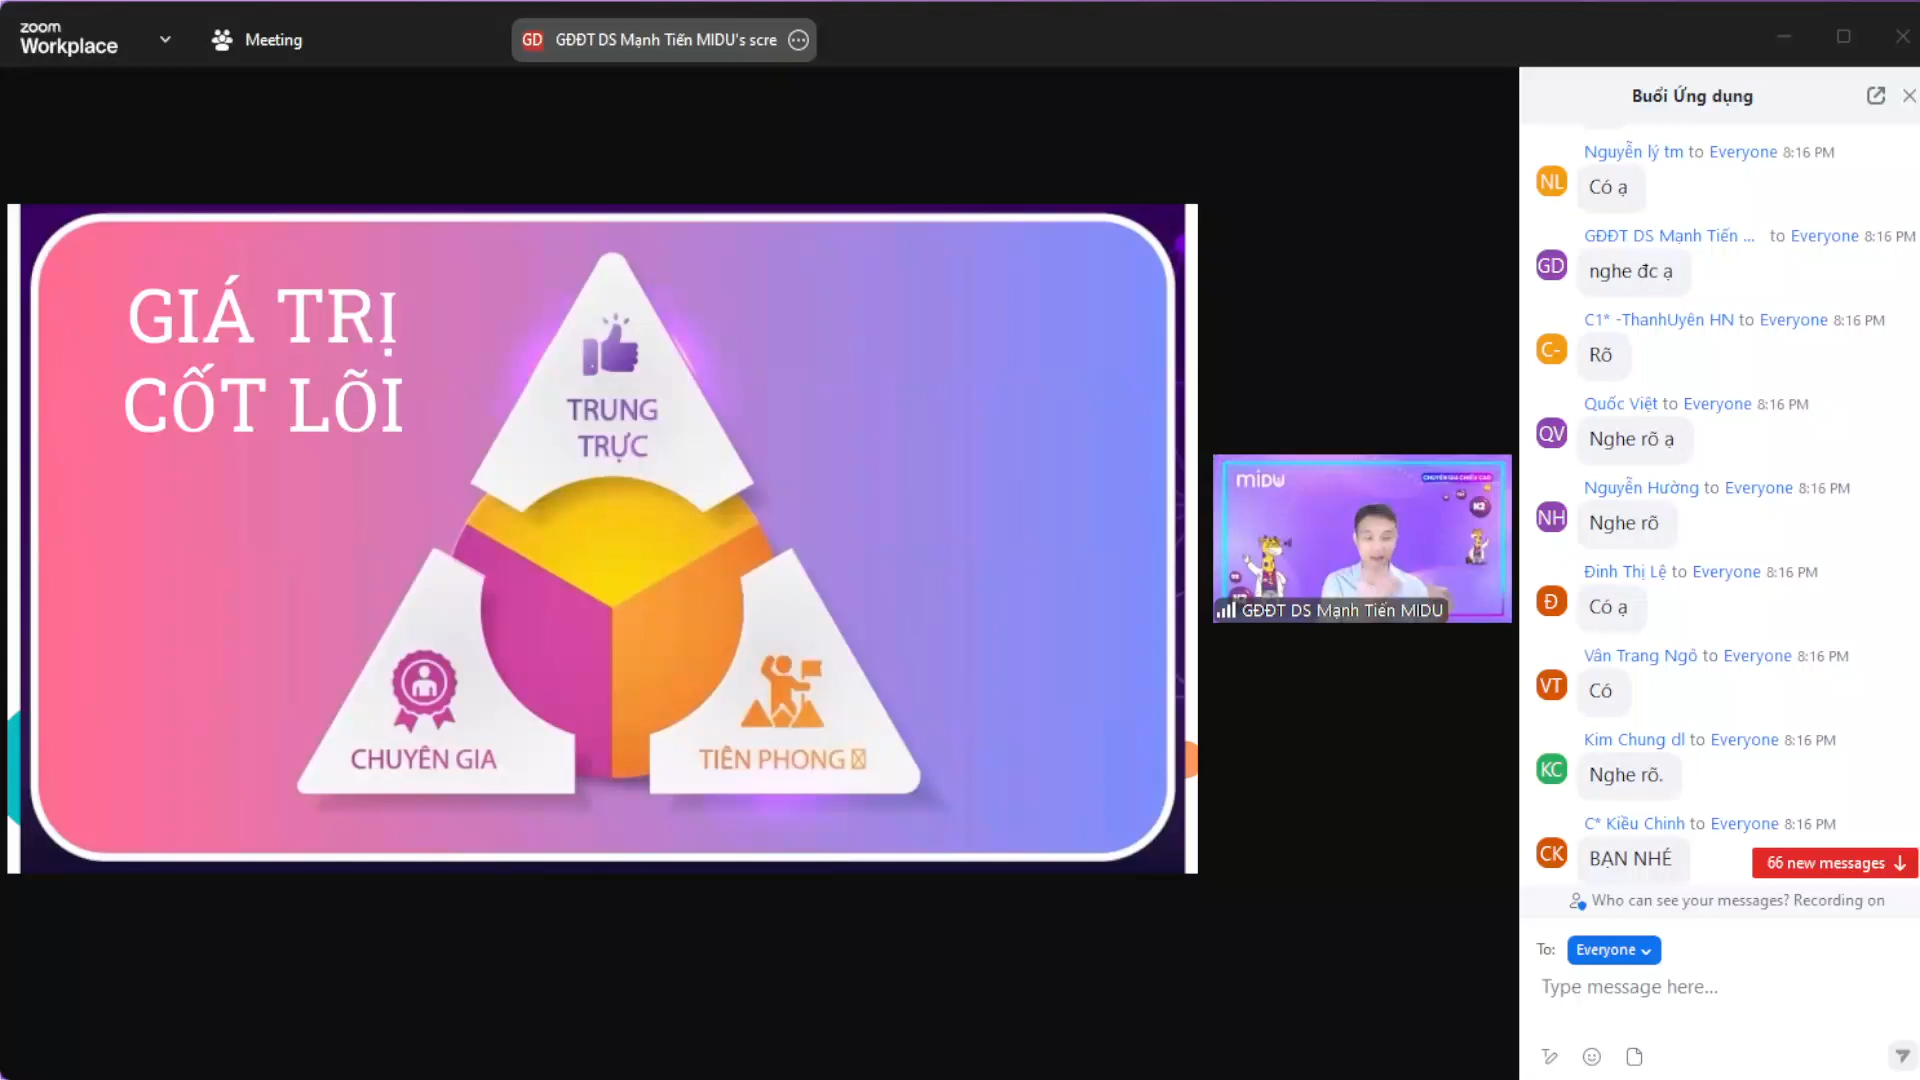 zoom
Workplace
Meeting
GD GĐĐT DS Mạnh Tiến MIDU's scre
GIÁ TRỊ
CỐT LÕI
TRUNG
TRỰC
CHUYÊN GIA
TIÊN PHONG
MIDU
CHUYÊN GIA CHIỀU CAO
K2
GĐĐT DS Mạnh Tiến MIDU
Buổi Ứng dụng
Nguyễn lý tm to Everyone 8:16 PM
NL
Có ạ
GĐĐT DS Mạnh Tiến ... to Everyone 8:16 PM
GD
nghe đc ạ
C1* -ThanhUyên HN to Everyone 8:16 PM
C-
Rõ
Quốc Việt to Everyone 8:16 PM
QV
Nghe rõ ạ
Nguyễn Hường to Everyone 8:16 PM
NH
Nghe rõ
Đinh Thị Lệ to Everyone 8:16 PM
Đ
Có ạ
Vân Trang Ngô to Everyone 8:16 PM
VT
Có
Kim Chung dl to Everyone 8:16 PM
KC
Nghe rõ.
C* Kiều Chinh to Everyone 8:16 PM
CK
BẠN NHÉ
66 new messages
Who can see your messages? Recording on
To: Everyone
Type message here...